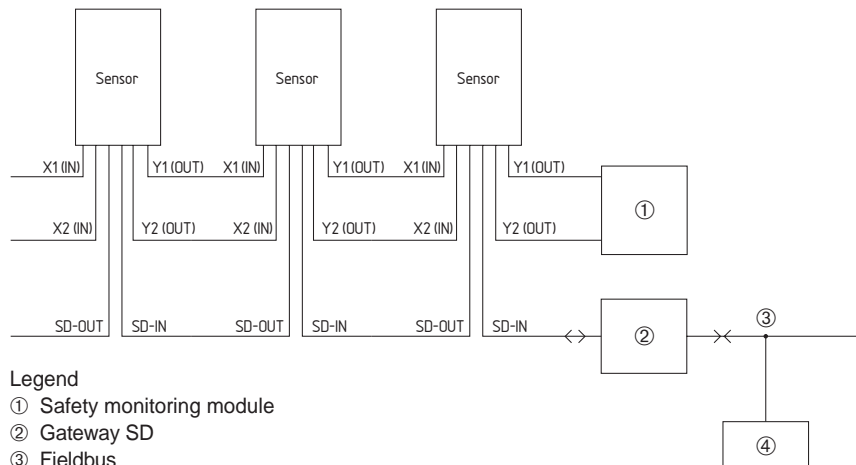 Sensor Sensor Sensor
X1 (IN) Y1 (OUT) X1 (IN) Y1 (OUT) X1 (IN) Y1 (OUT)
①
X2 (IN) Y2 (OUT) X2 (IN) Y2 (OUT) X2 (IN) Y2 (OUT)
③
SD-OUT SD-IN SD-OUT SD-IN SD-OUT SD-IN
②
Legend
① Safety monitoring module
② Gateway SD
③ Fieldbus
④